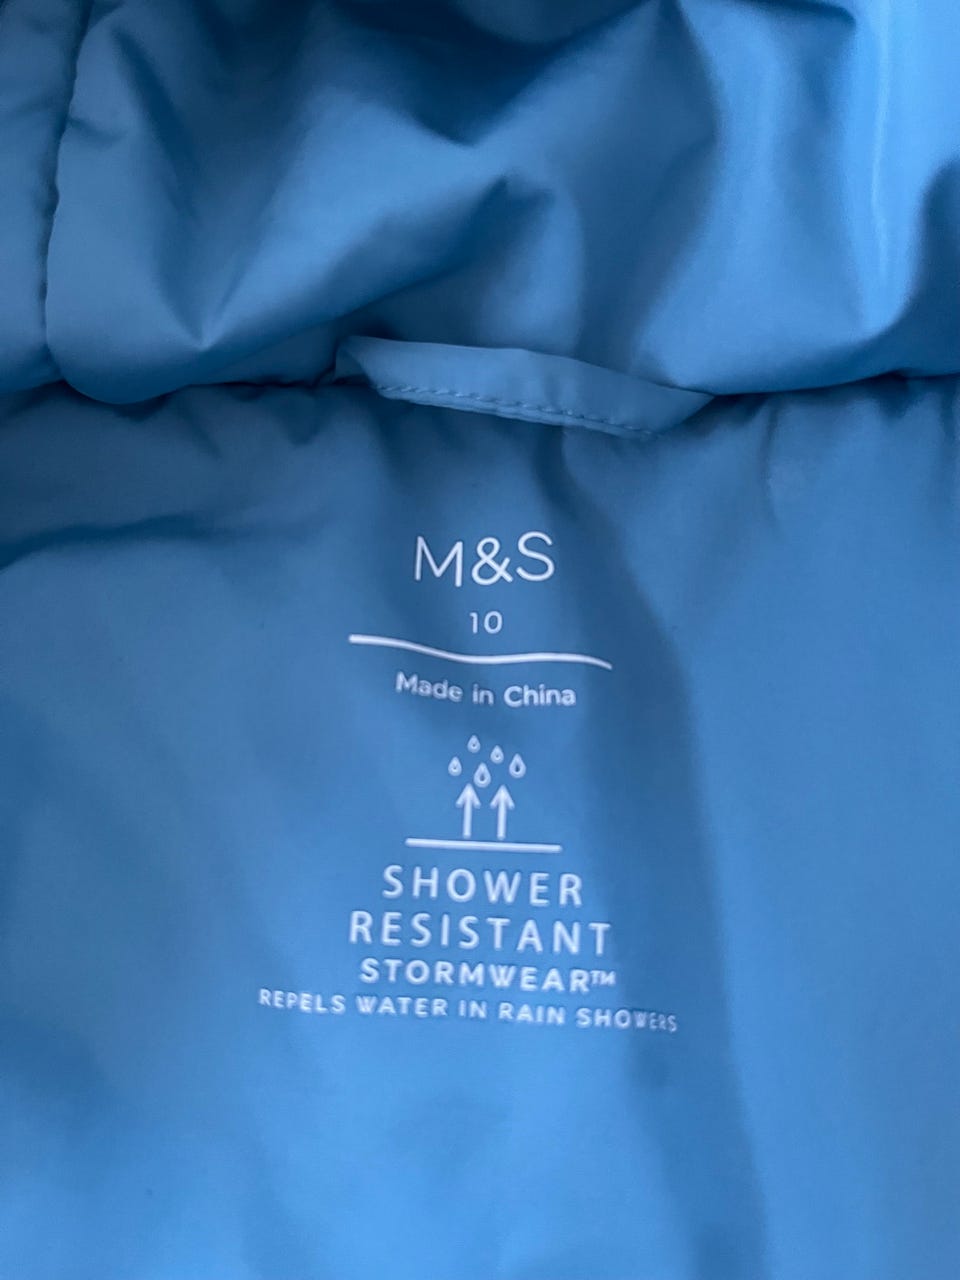 M&S
10
Made in China
SHOWER
RESISTANT
STORMWEAR™
REPELS WATER IN RAIN SHOWERS